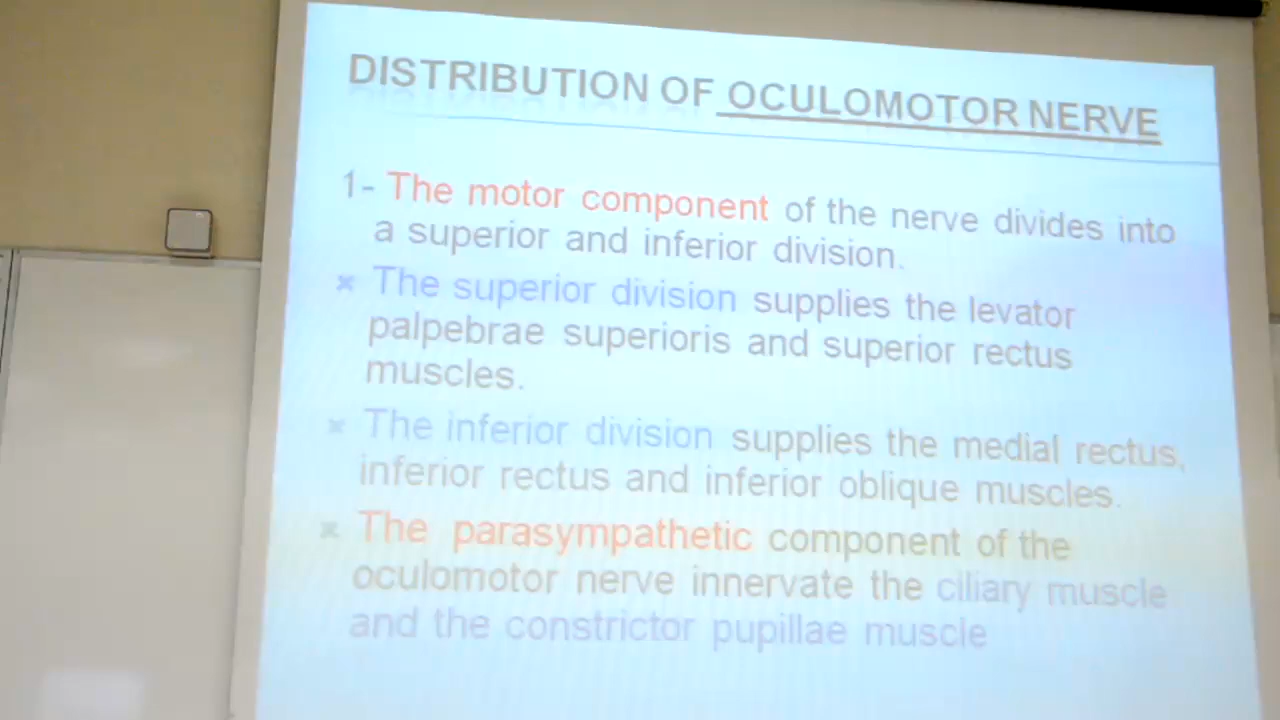 DISTRIBUTION OF OCULOMOTOR NERVE
1- The motor component of the nerve divides into
a superior and inferior division.
The superior division supplies the levator
palpebrae superioris and superior rectus
muscles.
The inferior division supplies the medial rectus,
inferior rectus and inferior oblique muscles.
The parasympathetic component of the
oculomotor nerve innervate the ciliary muscle
and the constrictor pupillae muscle